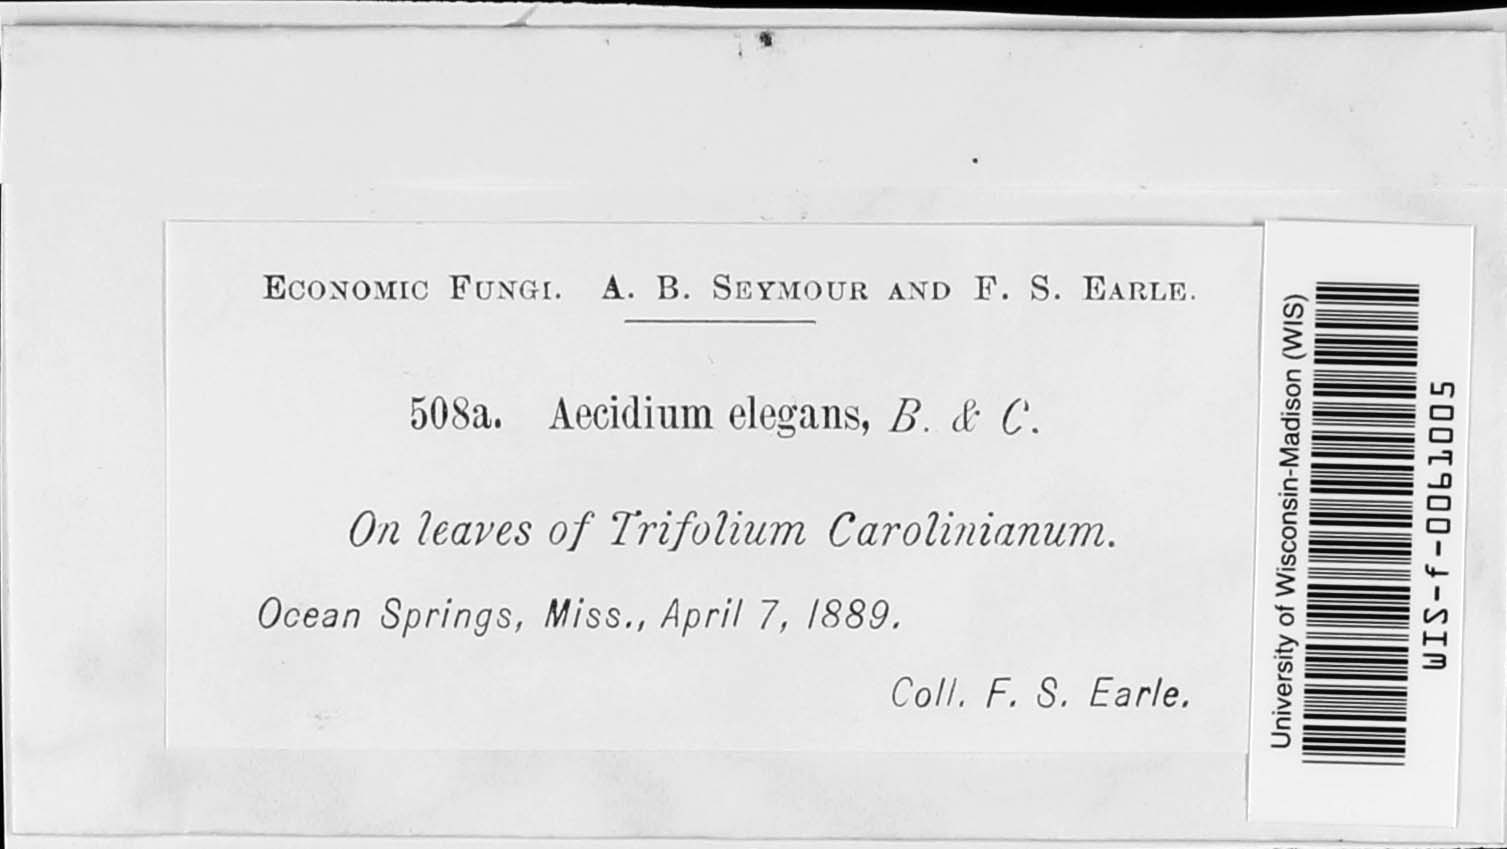 Economic Fungi. A. B. Seymour and F. S. Earle.
508a. Aecidium elegans, B. & C.
On leaves of Trifolium Carolinianum.
Ocean Springs, Miss., April 7, 1889.
Coll. F. S. Earle.
University of Wisconsin-Madison (WIS)
WIS-f-0061005